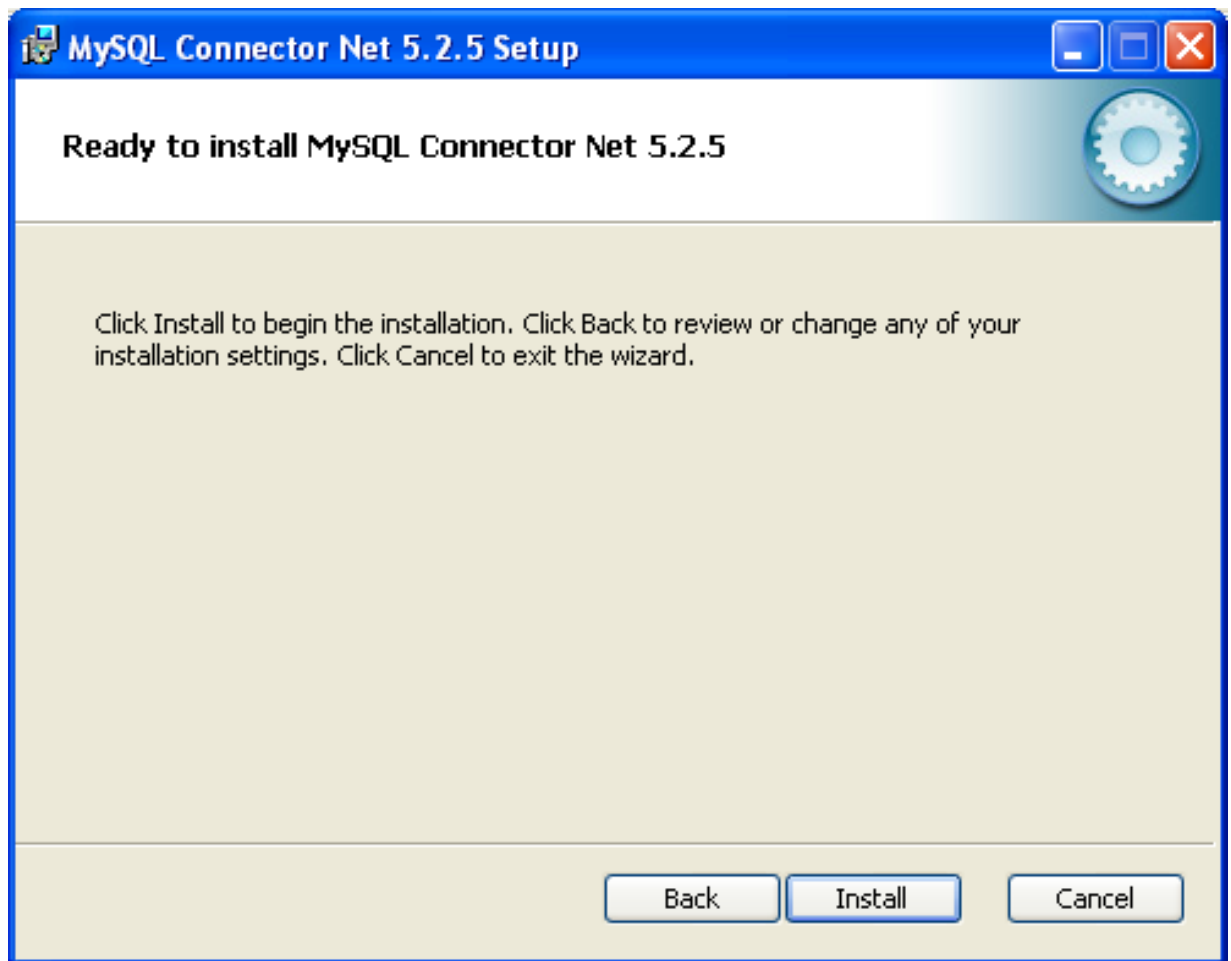 MySQL Connector Net 5.2.5 Setup
Ready to install MySQL Connector Net 5.2.5
Click Install to begin the installation. Click Back to review or change any of your
installation settings. Click Cancel to exit the wizard.
Back Install Cancel